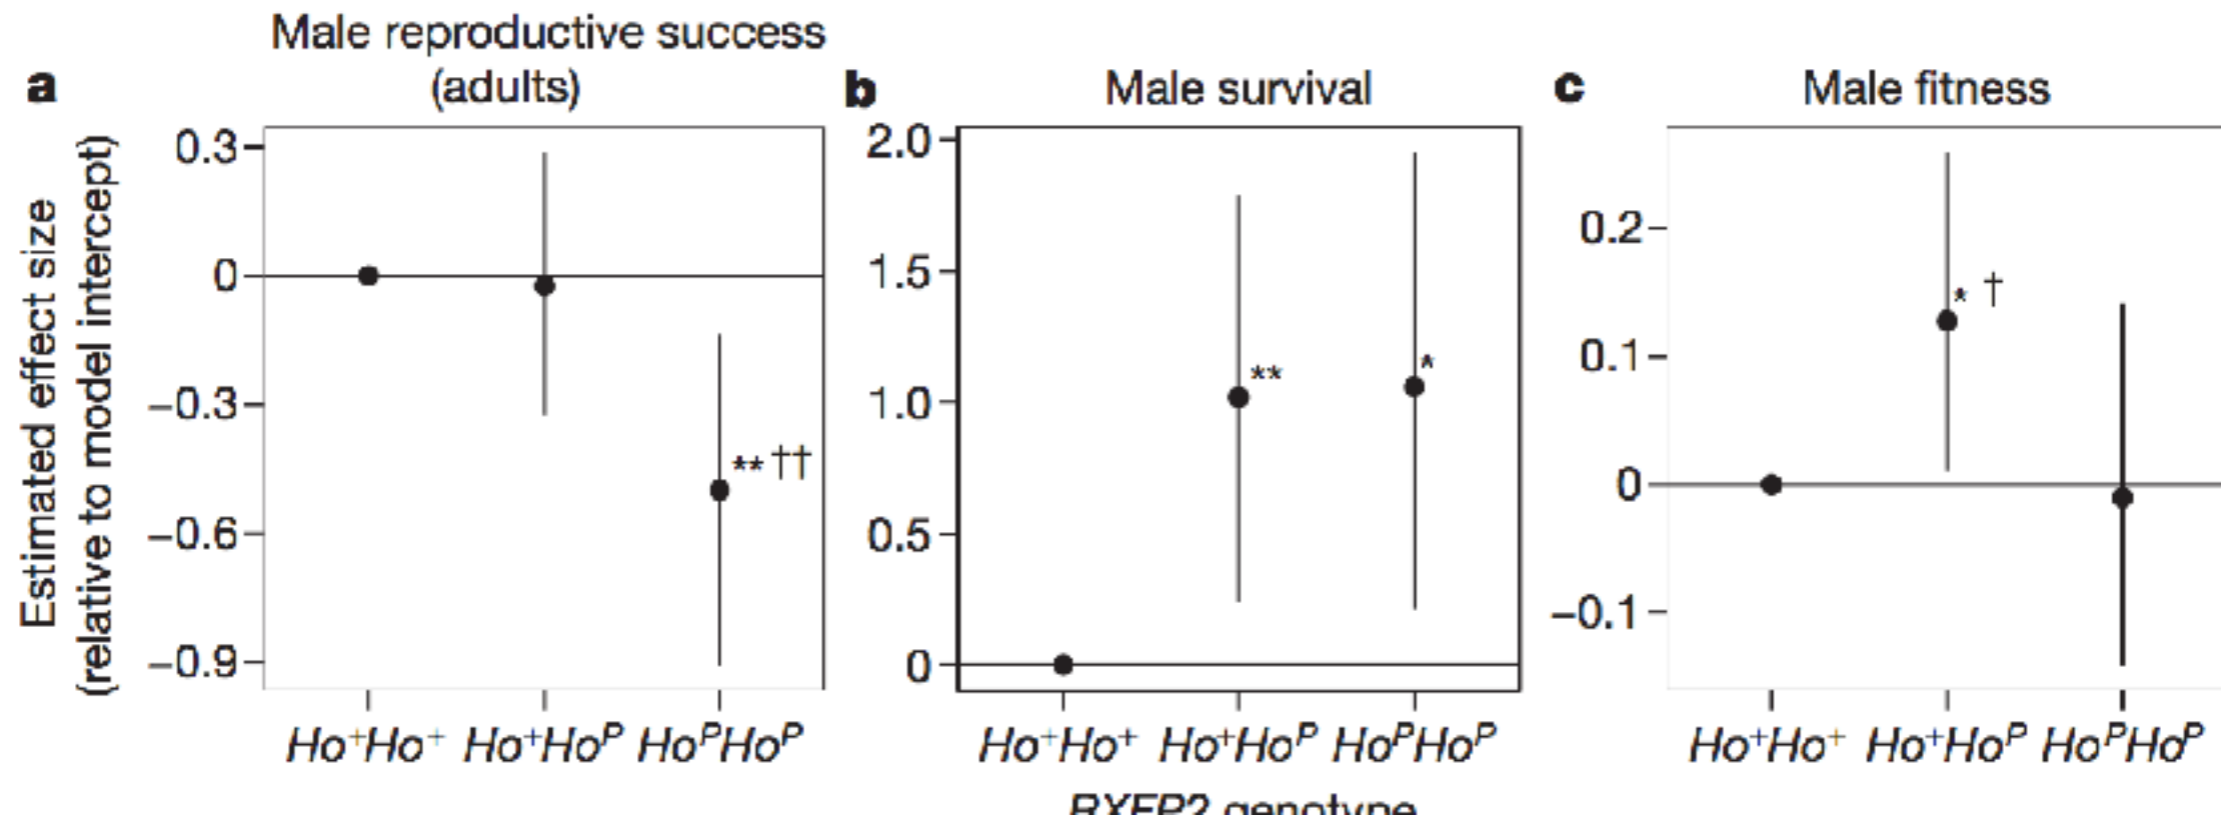 Male reproductive success
(adults)
a
b
Male survival
c
Male fitness
Estimated effect size
(relative to model intercept)
0.3
0
−0.3
−0.6
−0.9
** ††
Ho⁺Ho⁺ Ho⁺Hoᴾ HoᴾHoᴾ
2.0
1.5
1.0
0.5
0
**
*
Ho⁺Ho⁺ Ho⁺Hoᴾ HoᴾHoᴾ
0.2
0.1
0
−0.1
* †
Ho⁺Ho⁺ Ho⁺Hoᴾ HoᴾHoᴾ
RXFP2 genotype